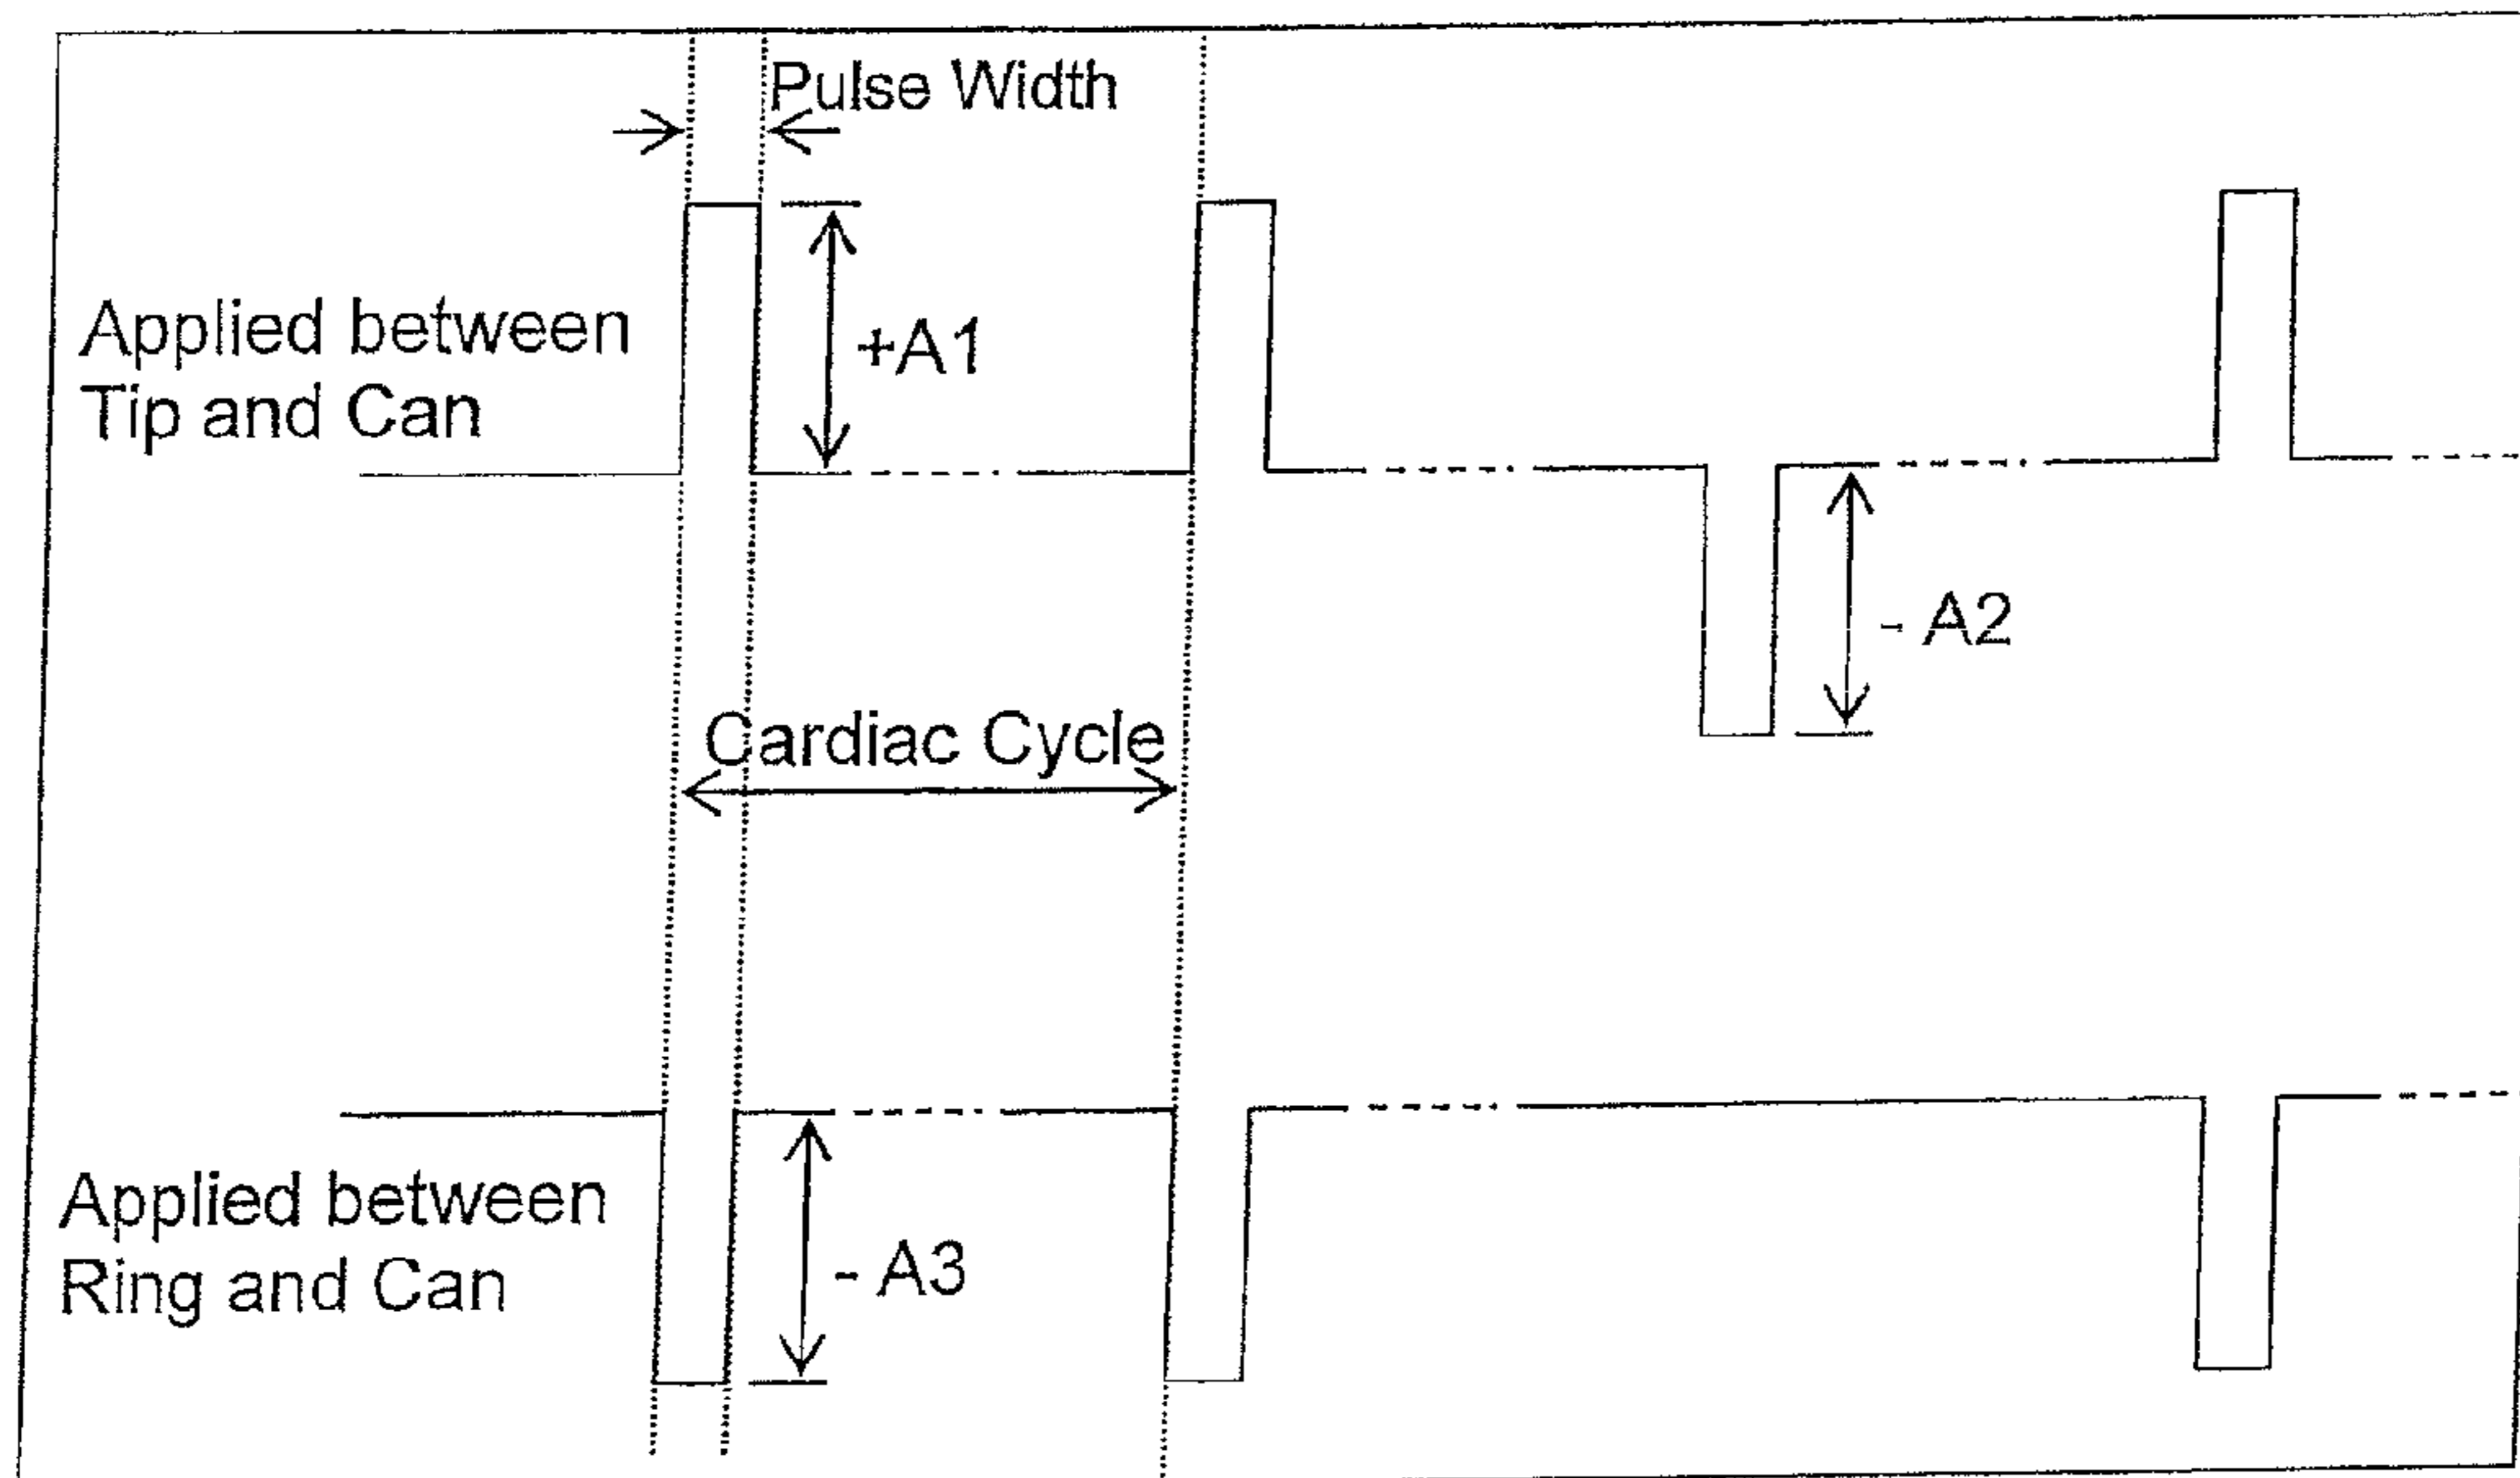 Pulse Width
Applied between
Tip and Can
+A1
- A2
Cardiac Cycle
Applied between
Ring and Can
- A3